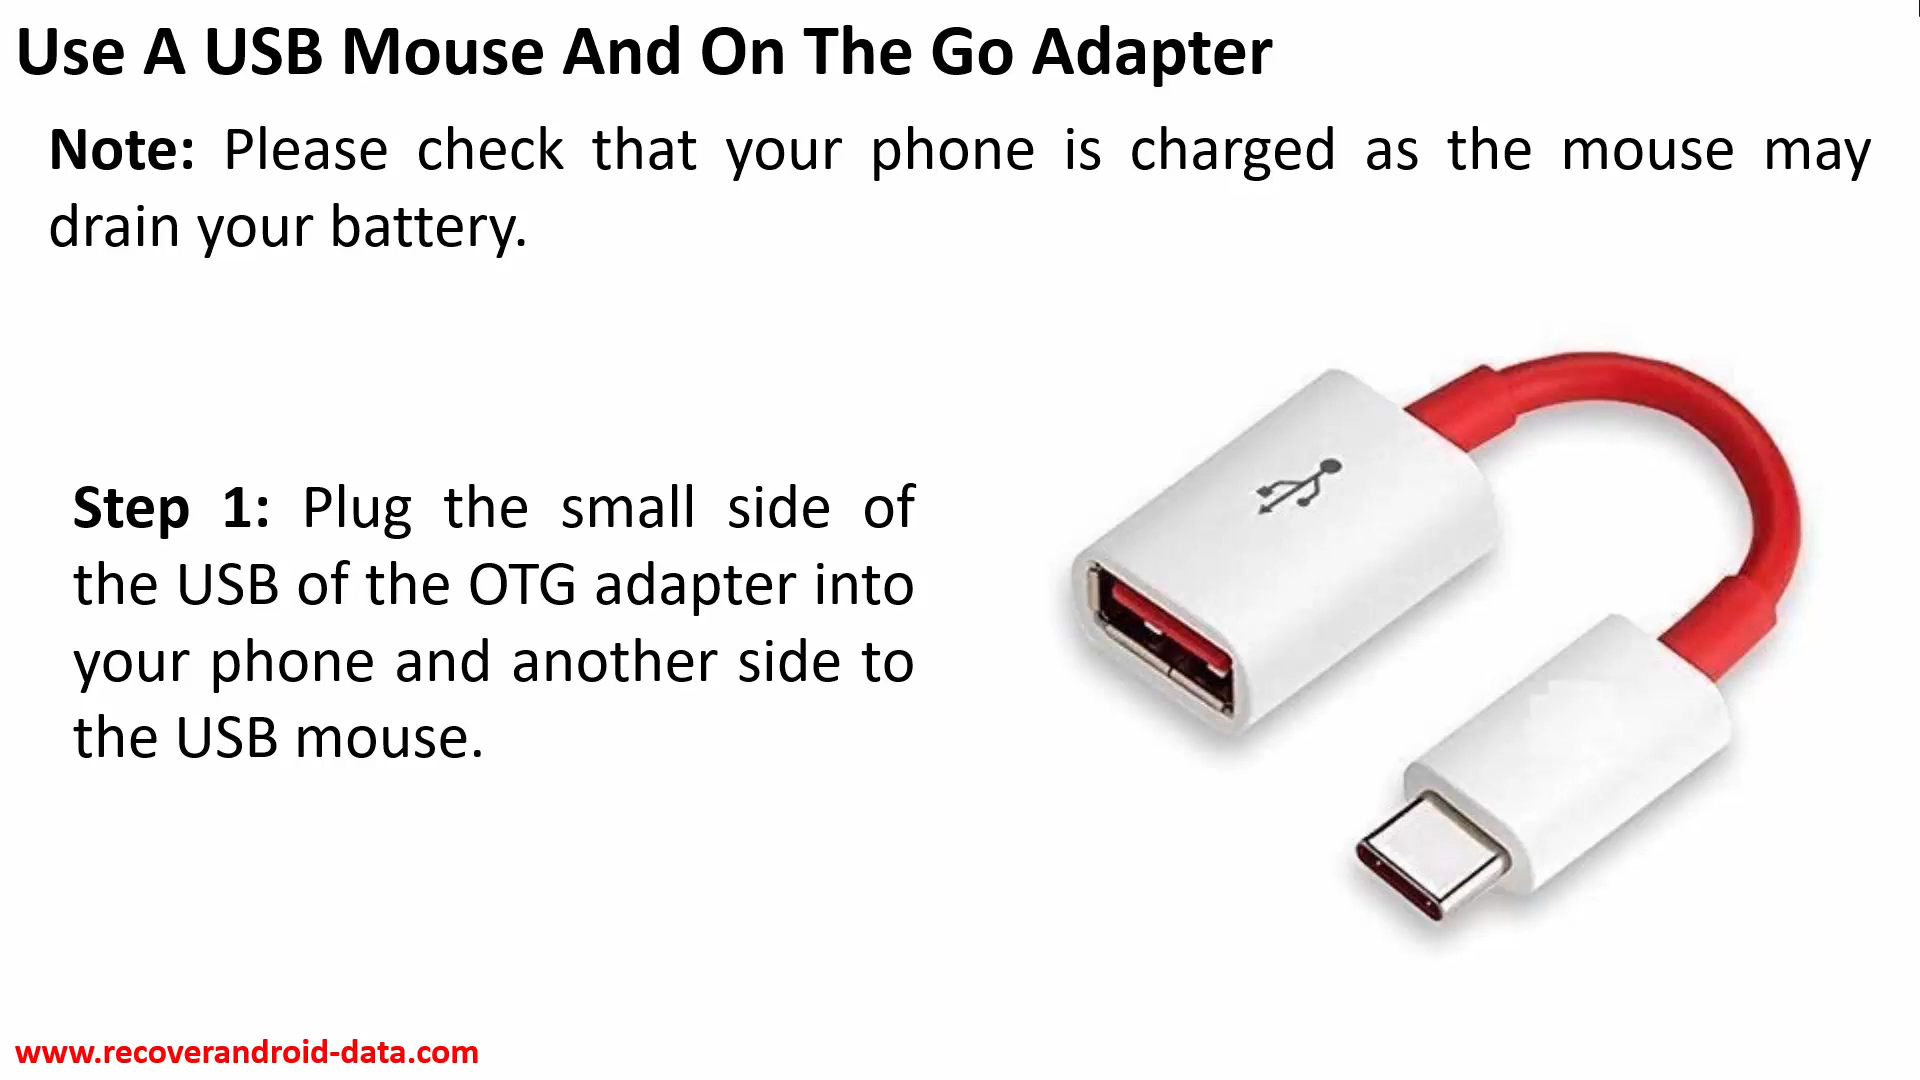 Use A USB Mouse And On The Go Adapter
Note: Please check that your phone is charged as the mouse may
drain your battery.
Step 1: Plug the small side of
the USB of the OTG adapter into
your phone and another side to
the USB mouse.
www.recoverandroid-data.com